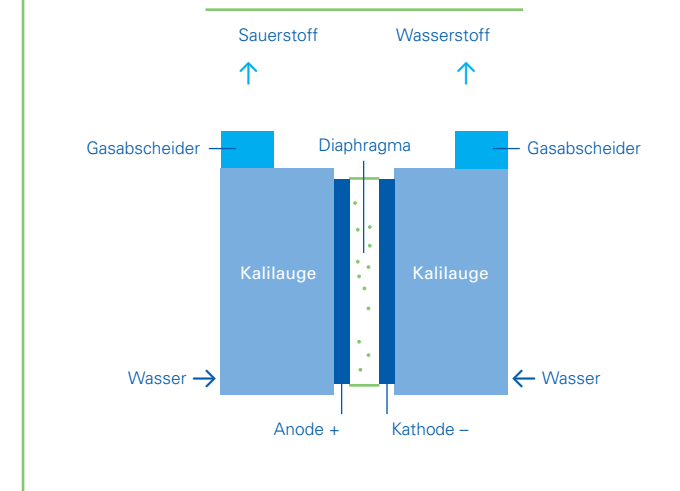 Sauerstoff
Wasserstoff
Gasabscheider
Diaphragma
Gasabscheider
Kalilauge
Kalilauge
Wasser
Wasser
Anode +
Kathode –